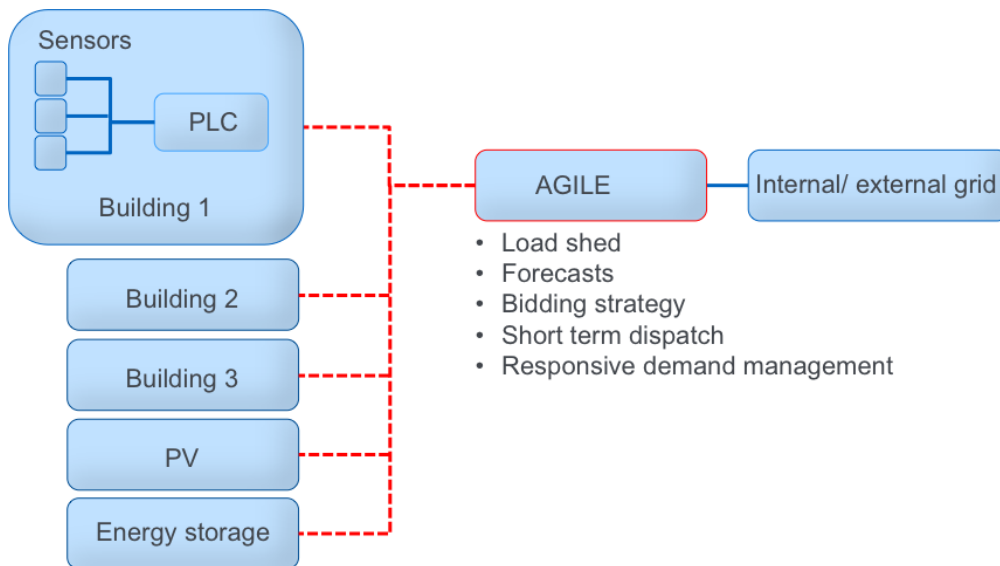 Sensors
PLC
Building 1
Building 2
Building 3
PV
Energy storage
AGILE
Internal/ external grid
• Load shed
• Forecasts
• Bidding strategy
• Short term dispatch
• Responsive demand management